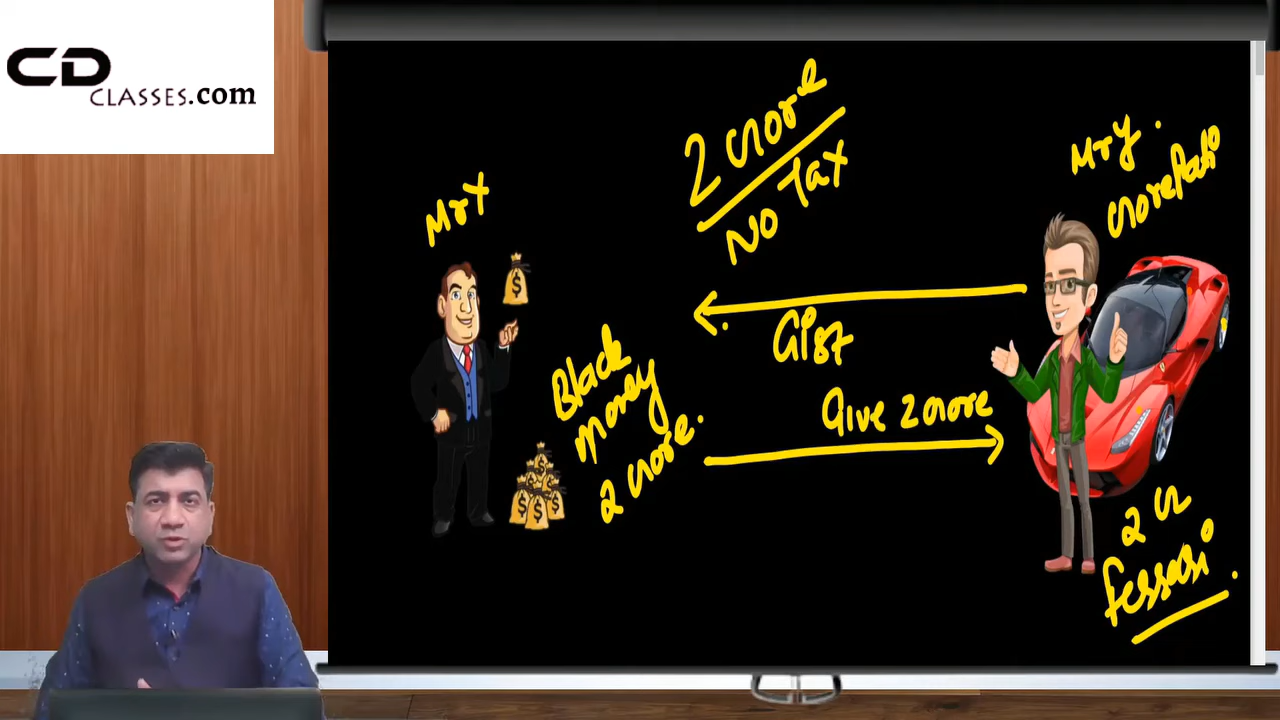 CD
CLASSES.com
2 crore
No Tax
Mr Y.
crorepati
Mr X
Gift
Black
Money
2 crore.
Give 2 crore
2 cr
ferrari.